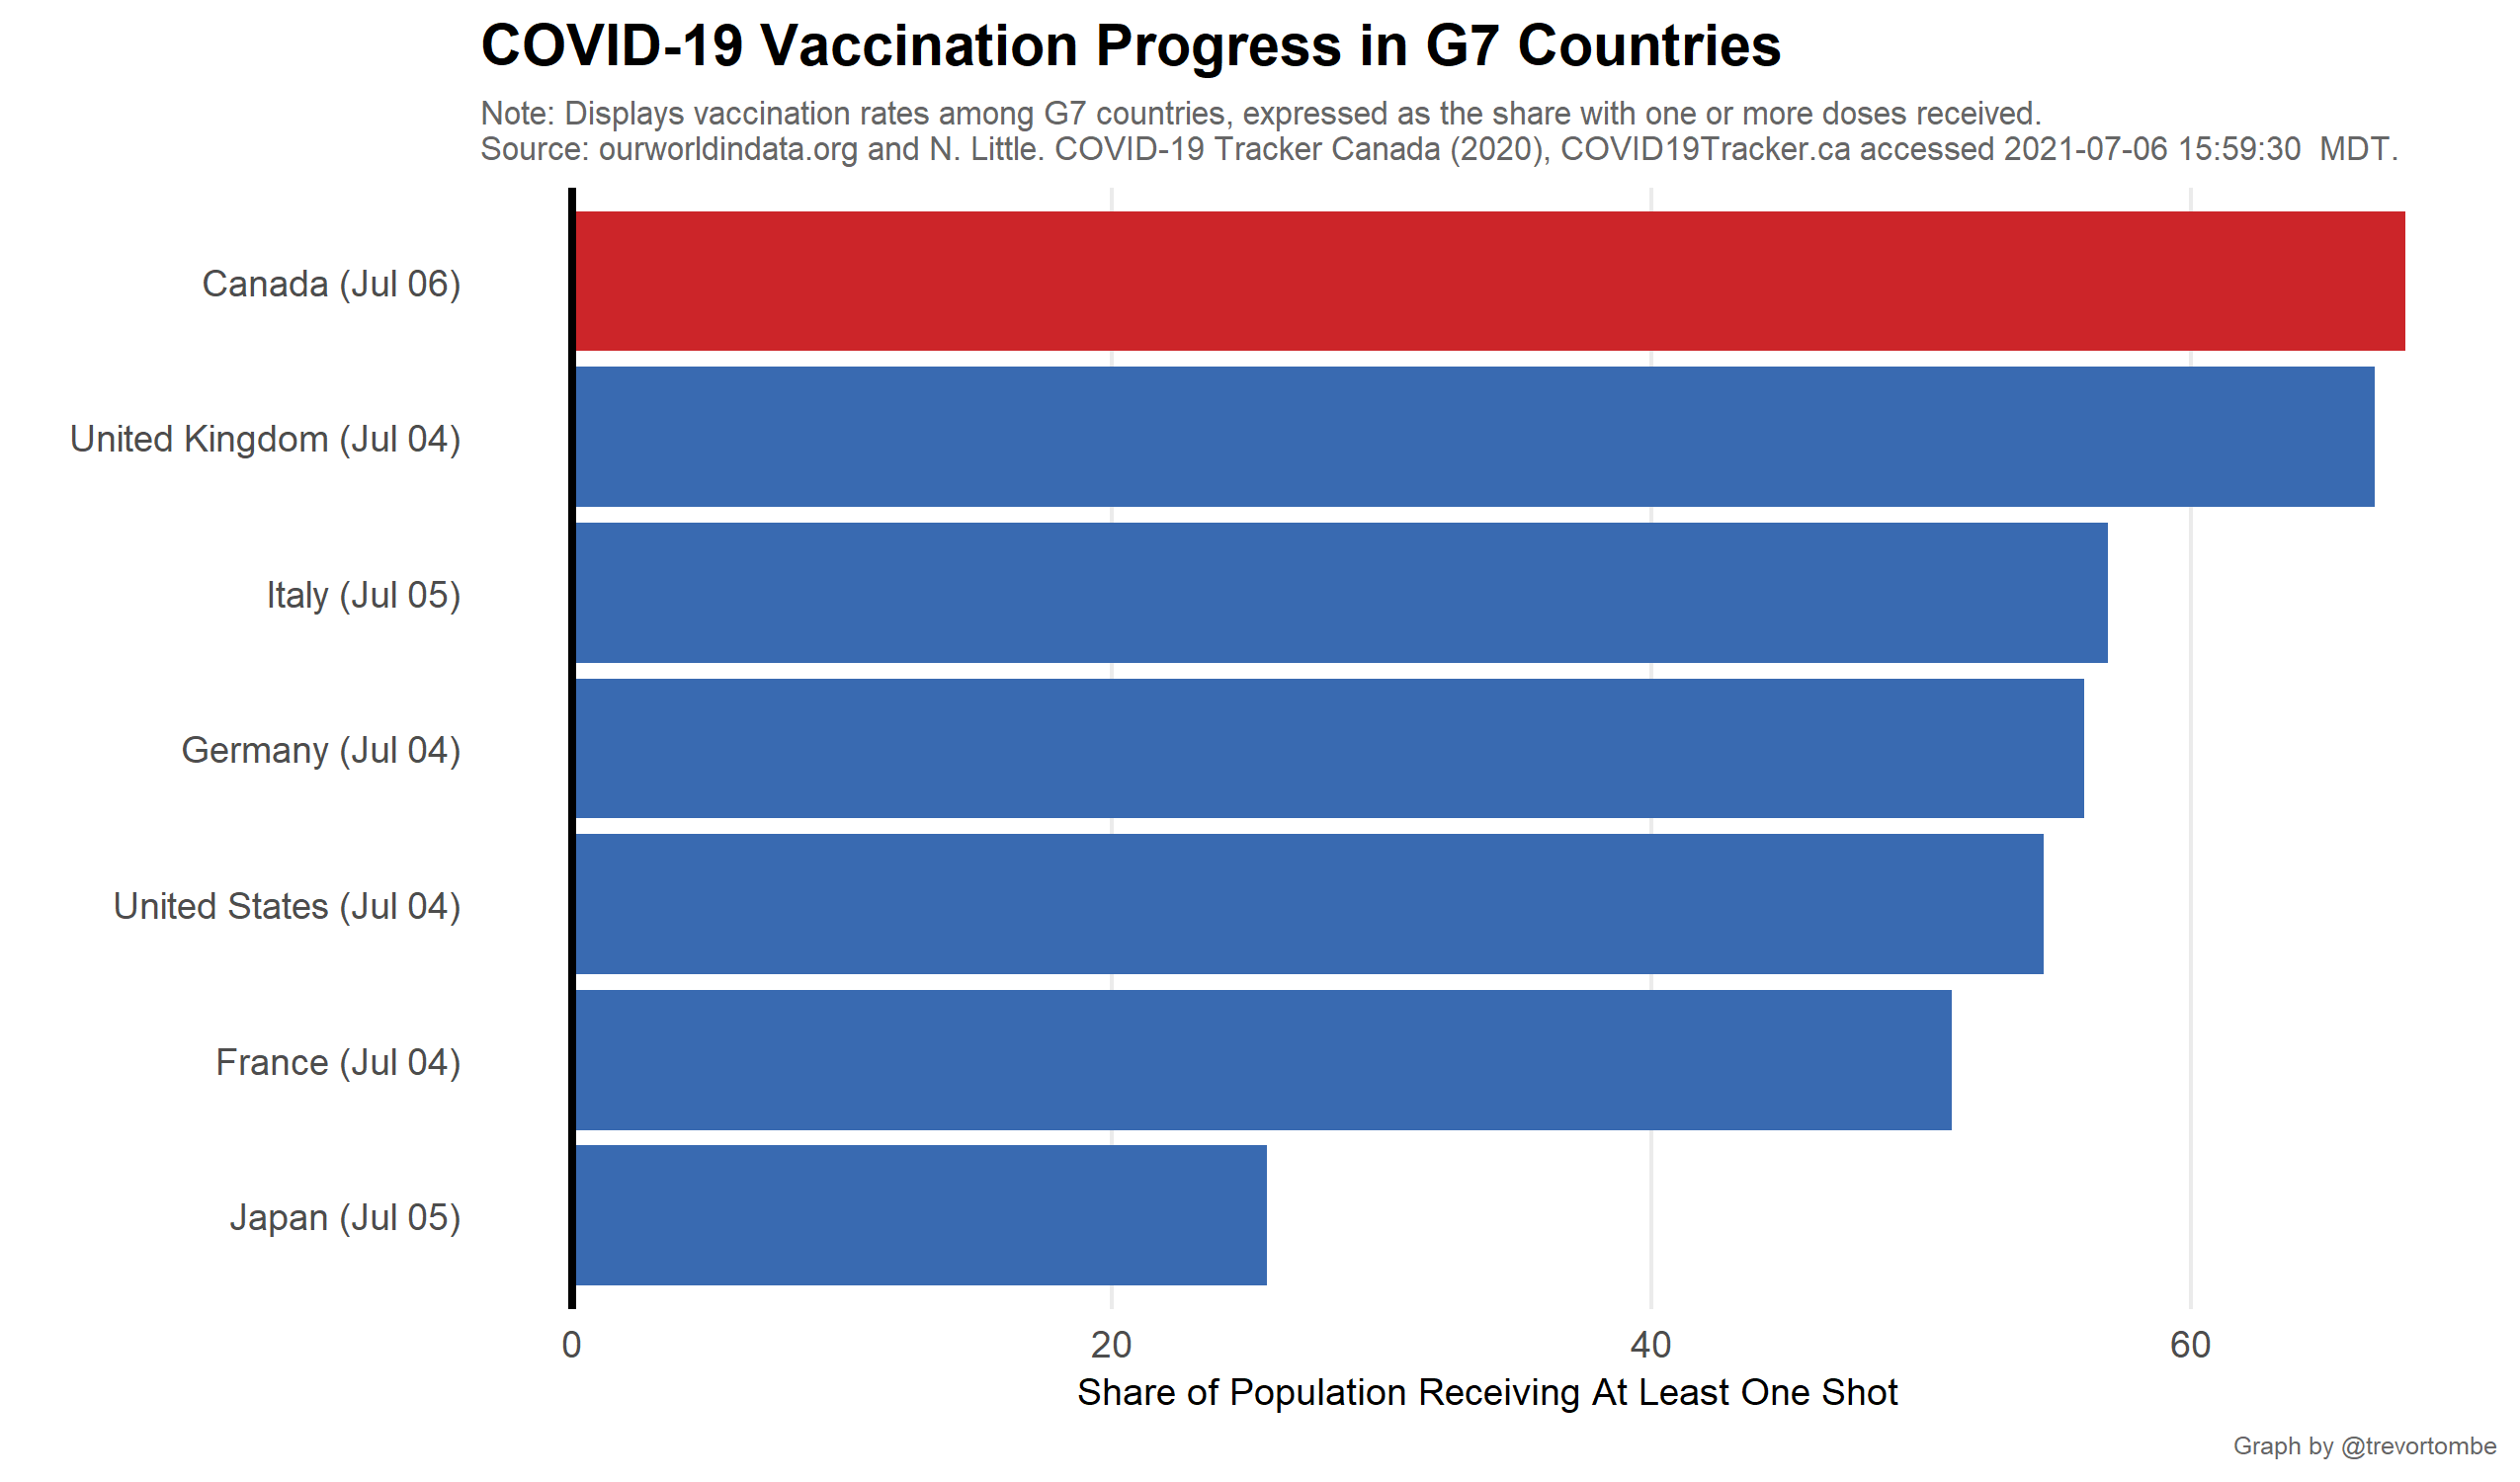 COVID-19 Vaccination Progress in G7 Countries
Note: Displays vaccination rates among G7 countries, expressed as the share with one or more doses received.
Source: ourworldindata.org and N. Little. COVID-19 Tracker Canada (2020), COVID19Tracker.ca accessed 2021-07-06 15:59:30  MDT.
Canada (Jul 06)
United Kingdom (Jul 04)
Italy (Jul 05)
Germany (Jul 04)
United States (Jul 04)
France (Jul 04)
Japan (Jul 05)
0 20 40 60
Share of Population Receiving At Least One Shot
Graph by @trevortombe